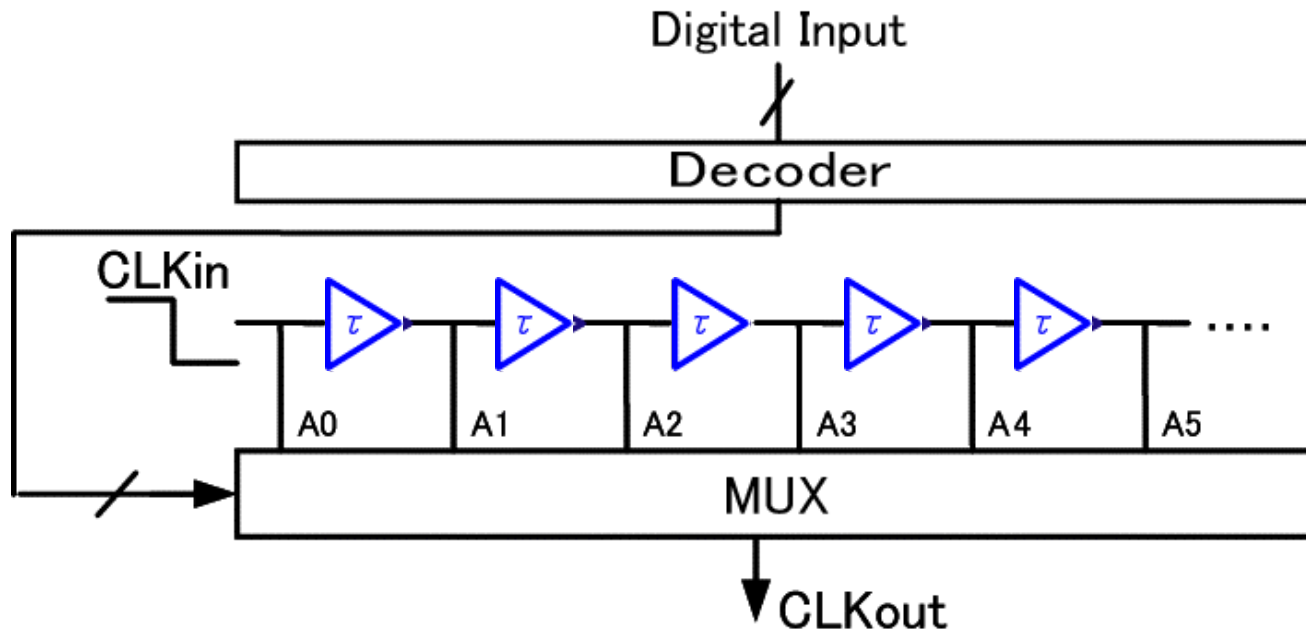 Digital Input
Decoder
CLKin
τ τ τ τ τ ....
A0 A1 A2 A3 A4 A5
MUX
CLKout